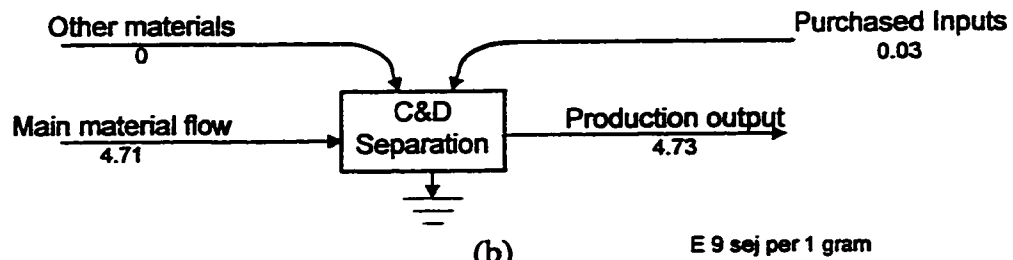 Other materials
0
Purchased Inputs
0.03
C&D
Separation
Main material flow
4.71
Production output
4.73
(b)
E 9 sej per 1 gram